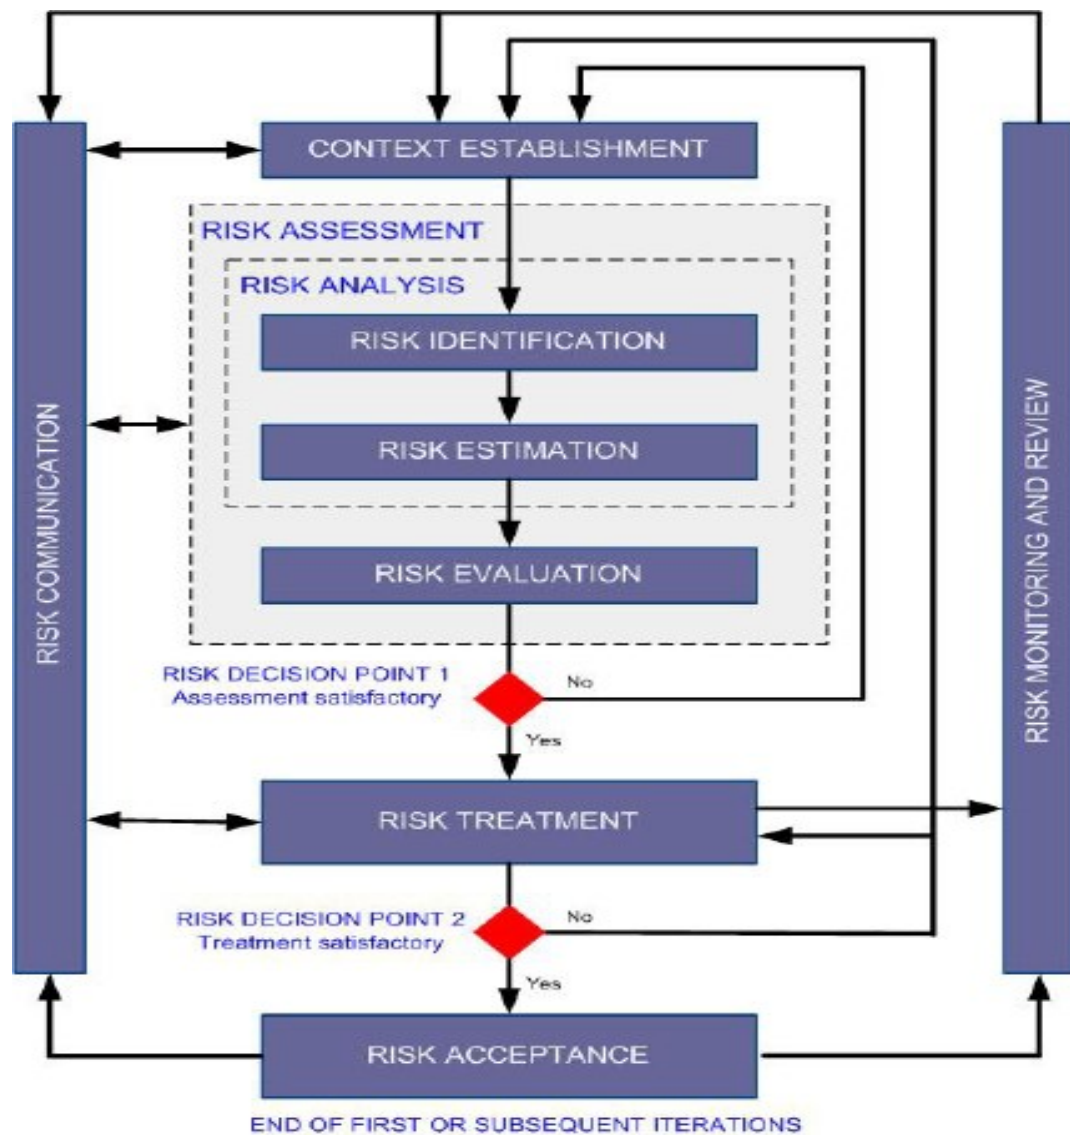 CONTEXT ESTABLISHMENT
RISK ASSESSMENT
RISK ANALYSIS
RISK IDENTIFICATION
RISK ESTIMATION
RISK EVALUATION
RISK COMMUNICATION
RISK MONITORING AND REVIEW
RISK DECISION POINT 1
Assessment satisfactory
No
Yes
RISK TREATMENT
RISK DECISION POINT 2
Treatment satisfactory
No
Yes
RISK ACCEPTANCE
END OF FIRST OR SUBSEQUENT ITERATIONS